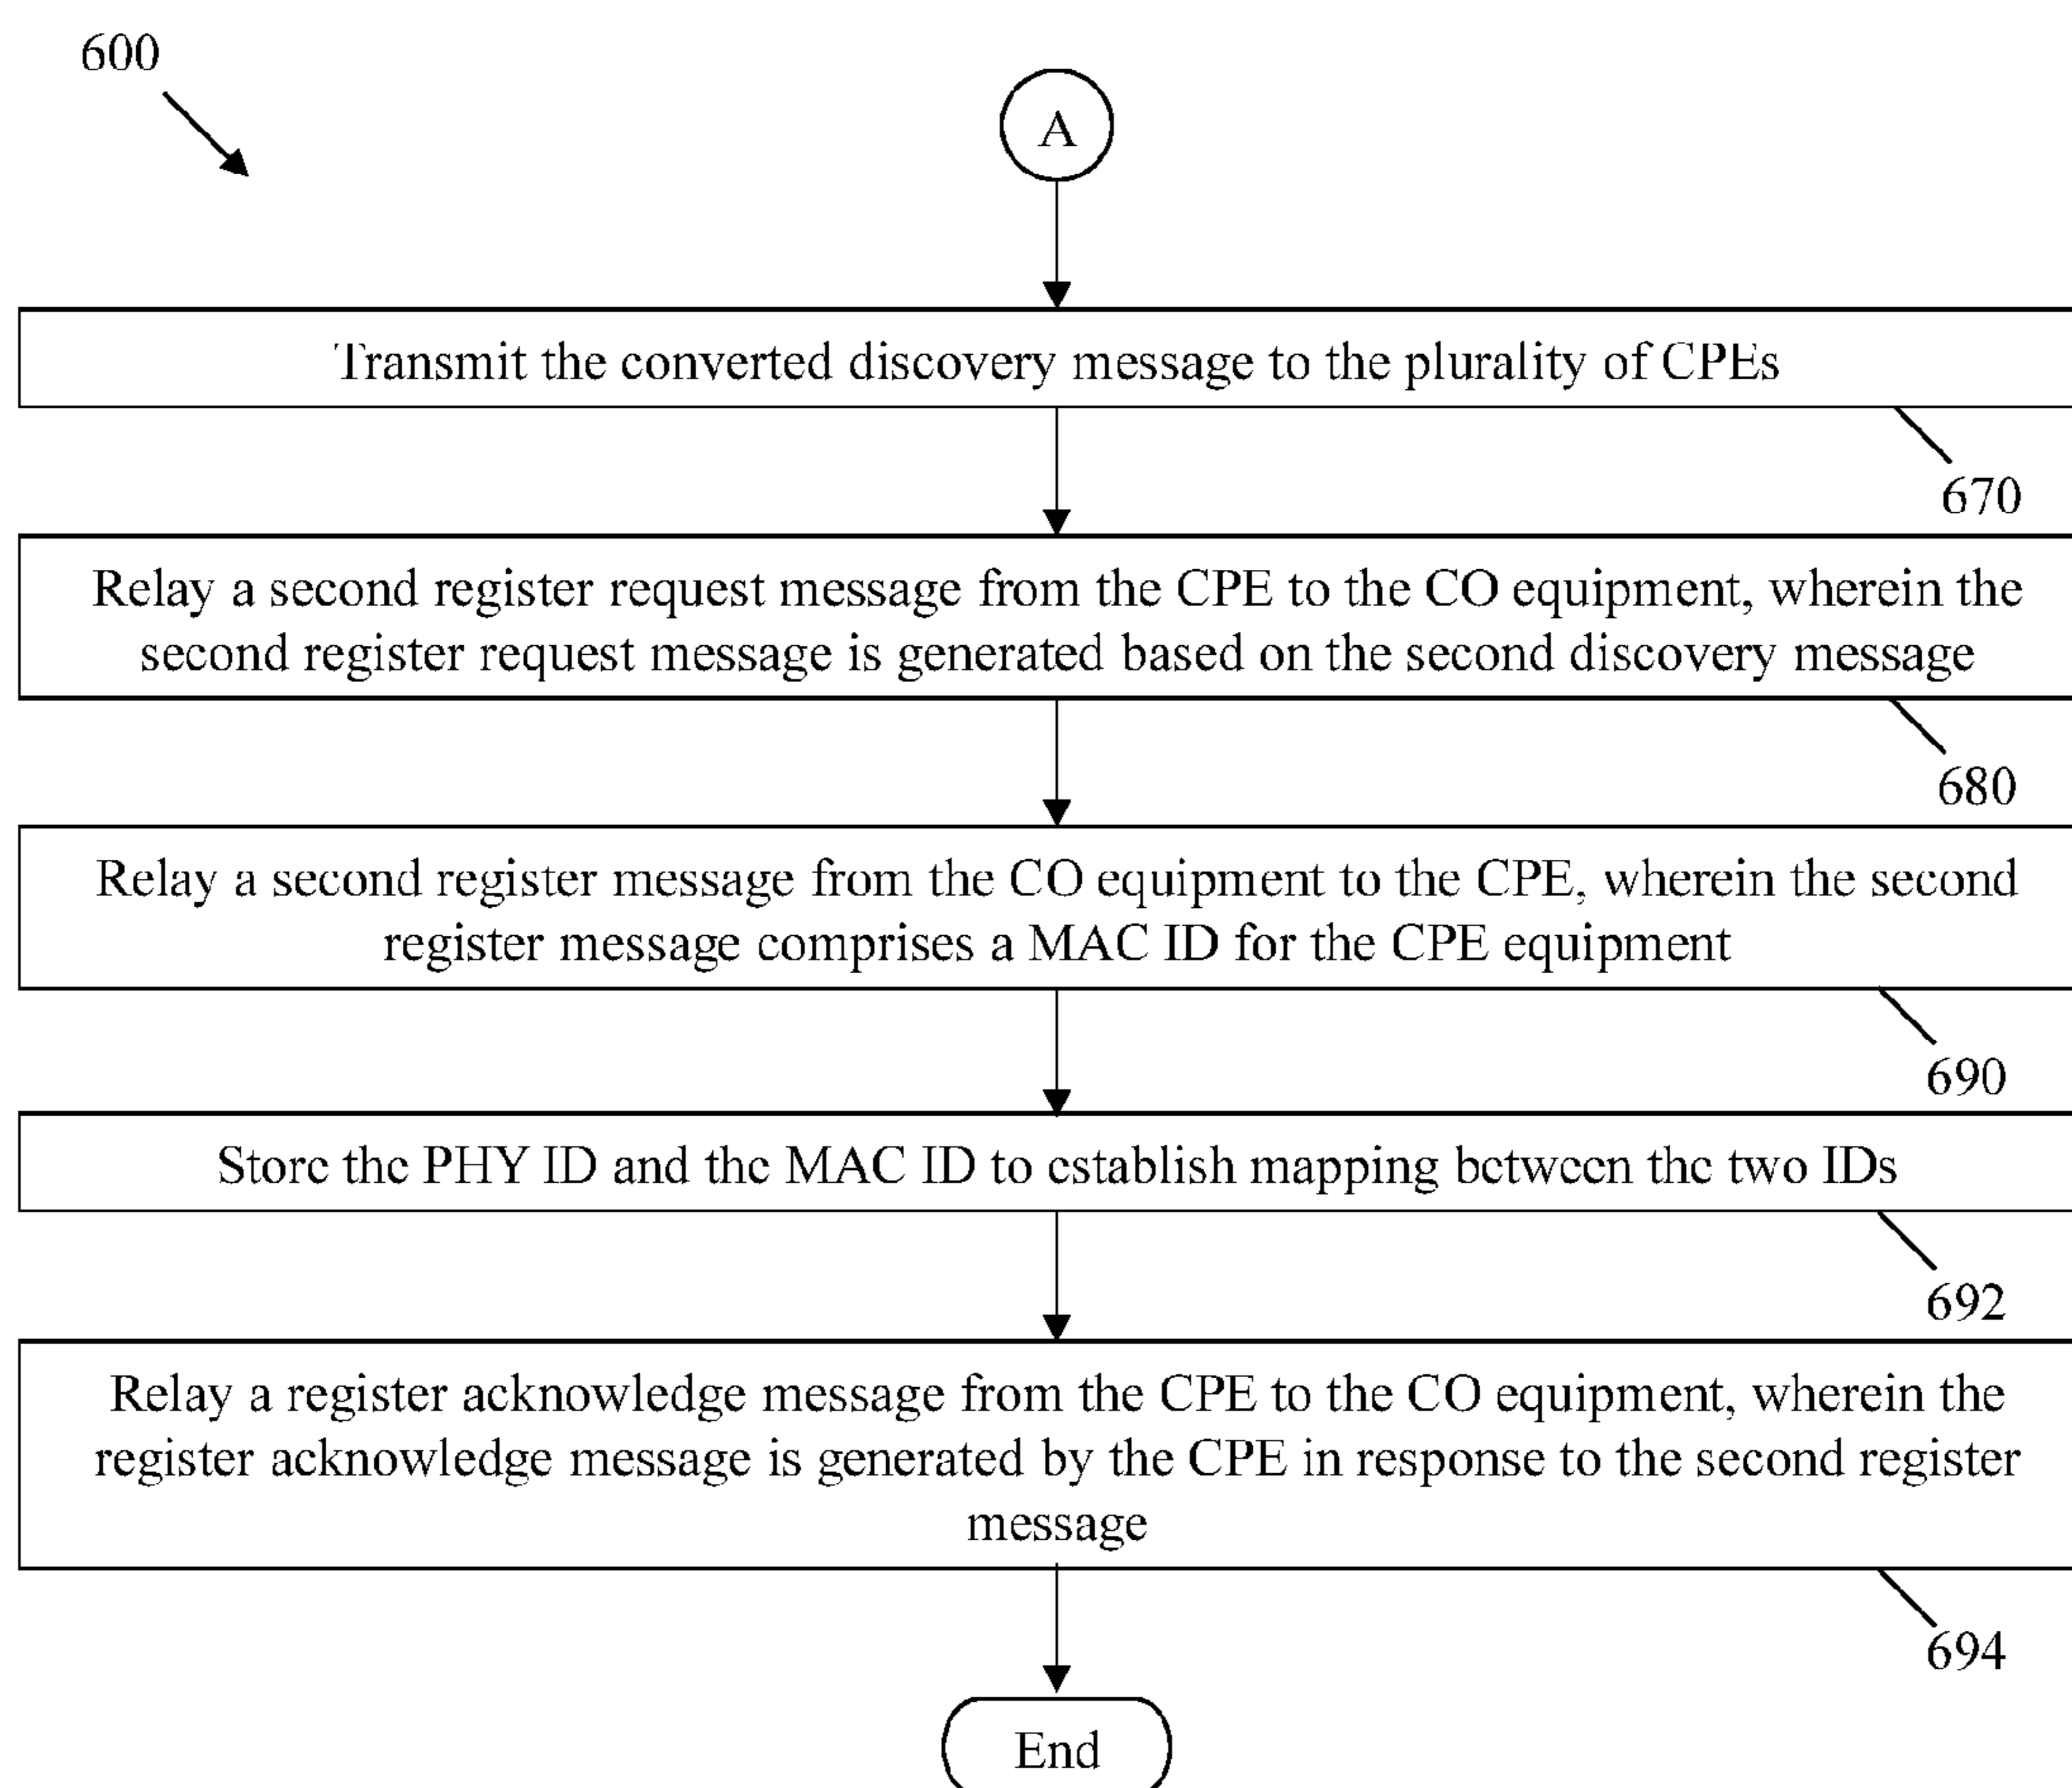 600
A
Transmit the converted discovery message to the plurality of CPEs
670
Relay a second register request message from the CPE to the CO equipment, wherein the
second register request message is generated based on the second discovery message
680
Relay a second register message from the CO equipment to the CPE, wherein the second
register message comprises a MAC ID for the CPE equipment
690
Store the PHY ID and the MAC ID to establish mapping between the two IDs
692
Relay a register acknowledge message from the CPE to the CO equipment, wherein the
register acknowledge message is generated by the CPE in response to the second register
message
694
End